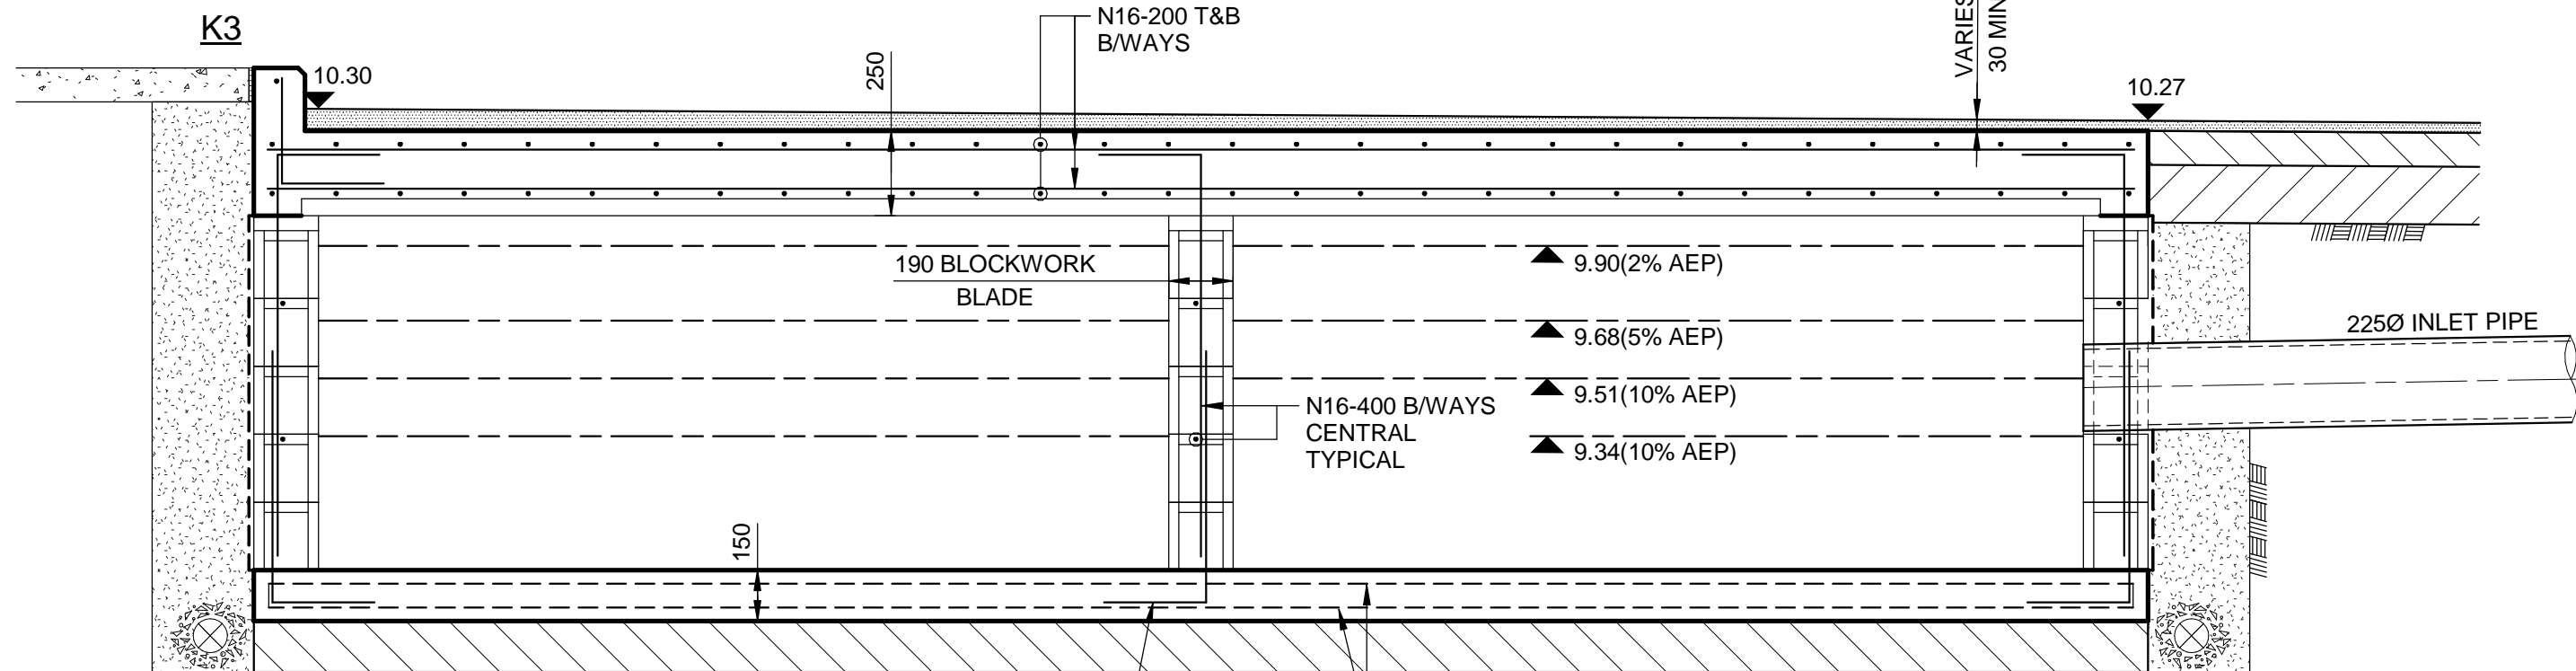 K3
N16-200 T&B
B/WAYS
VARIES
30 MIN
10.30
250
10.27
190 BLOCKWORK
BLADE
9.90(2% AEP)
9.68(5% AEP)
225Ø INLET PIPE
9.51(10% AEP)
N16-400 B/WAYS
CENTRAL
TYPICAL
9.34(10% AEP)
150